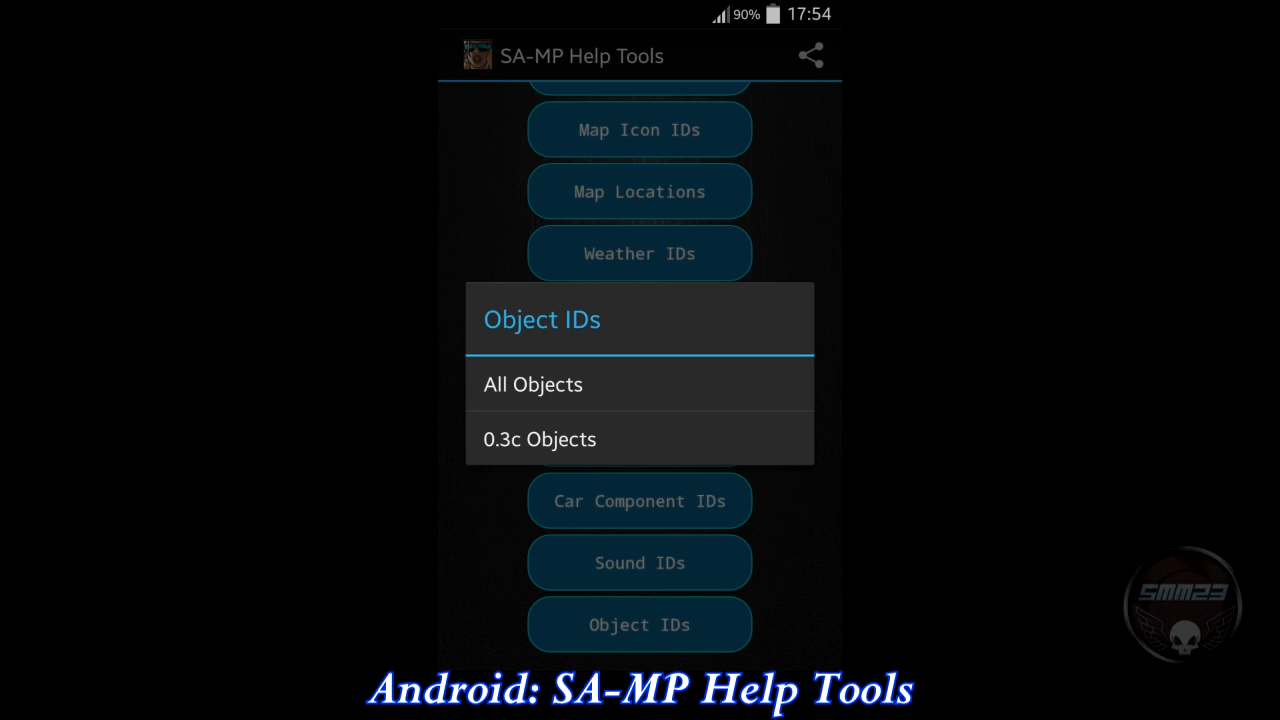 90% 17:54
SA-MP Help Tools
Map Icon IDs
Map Locations
Weather IDs
Object IDs
All Objects
0.3c Objects
Car Component IDs
Sound IDs
Object IDs
SMM23
Android: SA-MP Help Tools